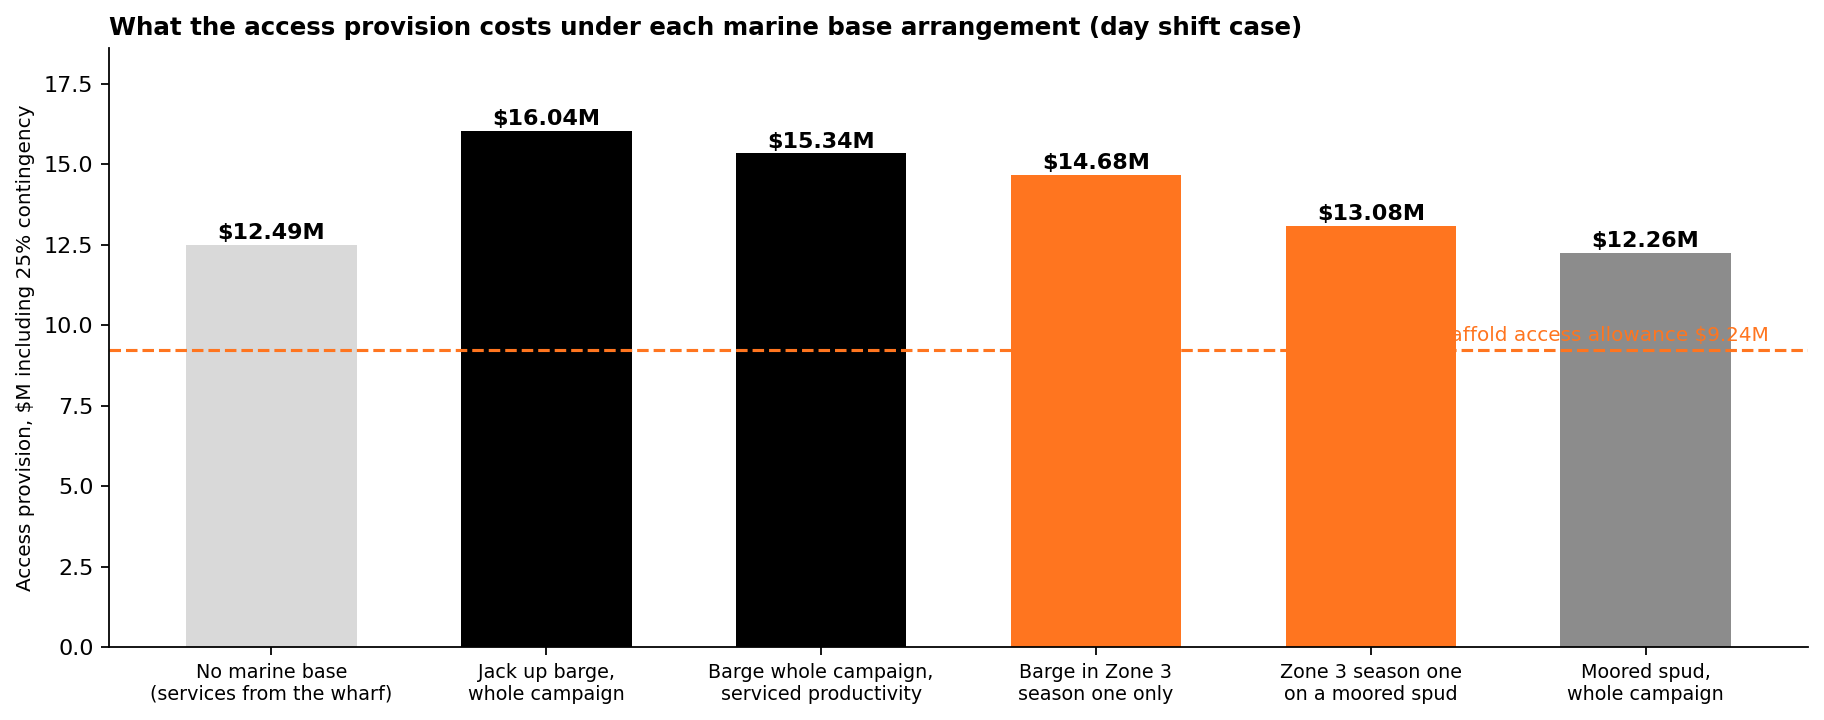 What the access provision costs under each marine base arrangement (day shift case)
Access provision, $M including 25% contingency
17.5
15.0
12.5
10.0
7.5
5.0
2.5
0.0
$12.49M
$16.04M
$15.34M
$14.68M
$13.08M
$12.26M
affold access allowance $9.24M
No marine base
(services from the wharf)
Jack up barge,
whole campaign
Barge whole campaign,
serviced productivity
Barge in Zone 3
season one only
Zone 3 season one
on a moored spud
Moored spud,
whole campaign